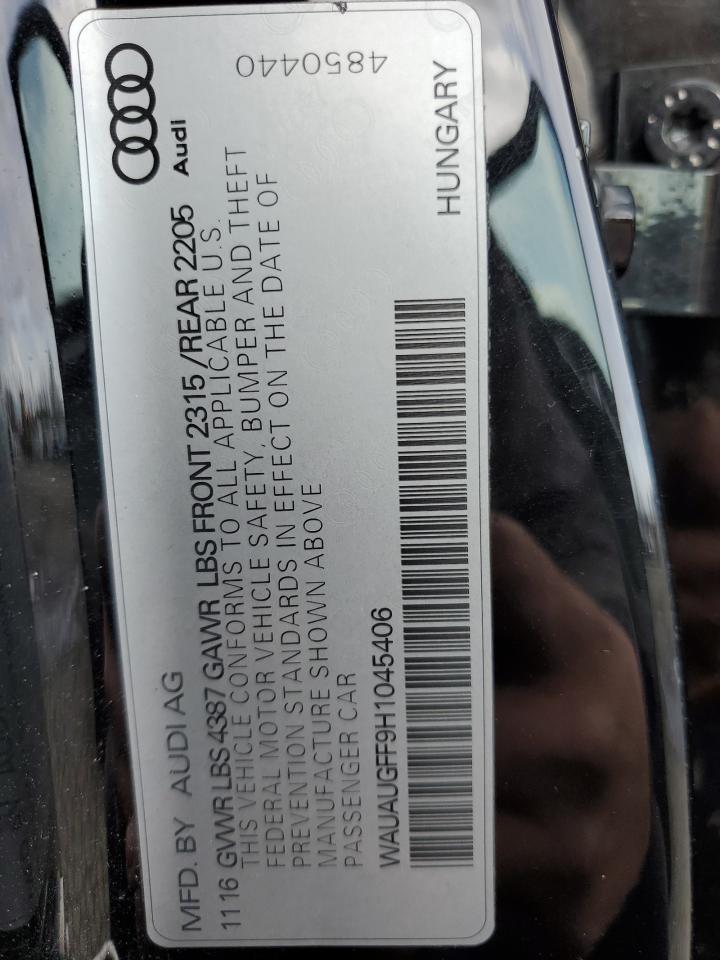 MFD. BY AUDI AG
11 16 GVWR LBS 4387 GAWR LBS FRONT 2315 /REAR 2205
THIS VEHICLE CONFORMS TO ALL APPLICABLE U.S.
FEDERAL MOTOR VEHICLE SAFETY, BUMPER AND THEFT
PREVENTION STANDARDS IN EFFECT ON THE DATE OF
MANUFACTURE SHOWN ABOVE
PASSENGER CAR
WAUAUGFF9H1045406
Audi
4850440
HUNGARY